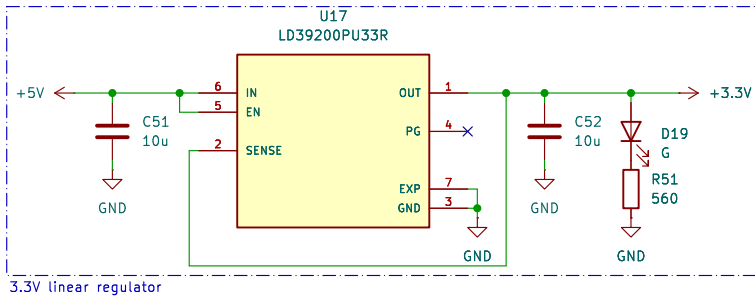 U17
LD39200PU33R
+5V
6 IN
5 EN
2 SENSE
OUT 1
PG 4
EXP 7
GND 3
C51
10u
GND
C52
10u
GND
GND
D19
G
R51
560
GND
+3.3V
3.3V linear regulator